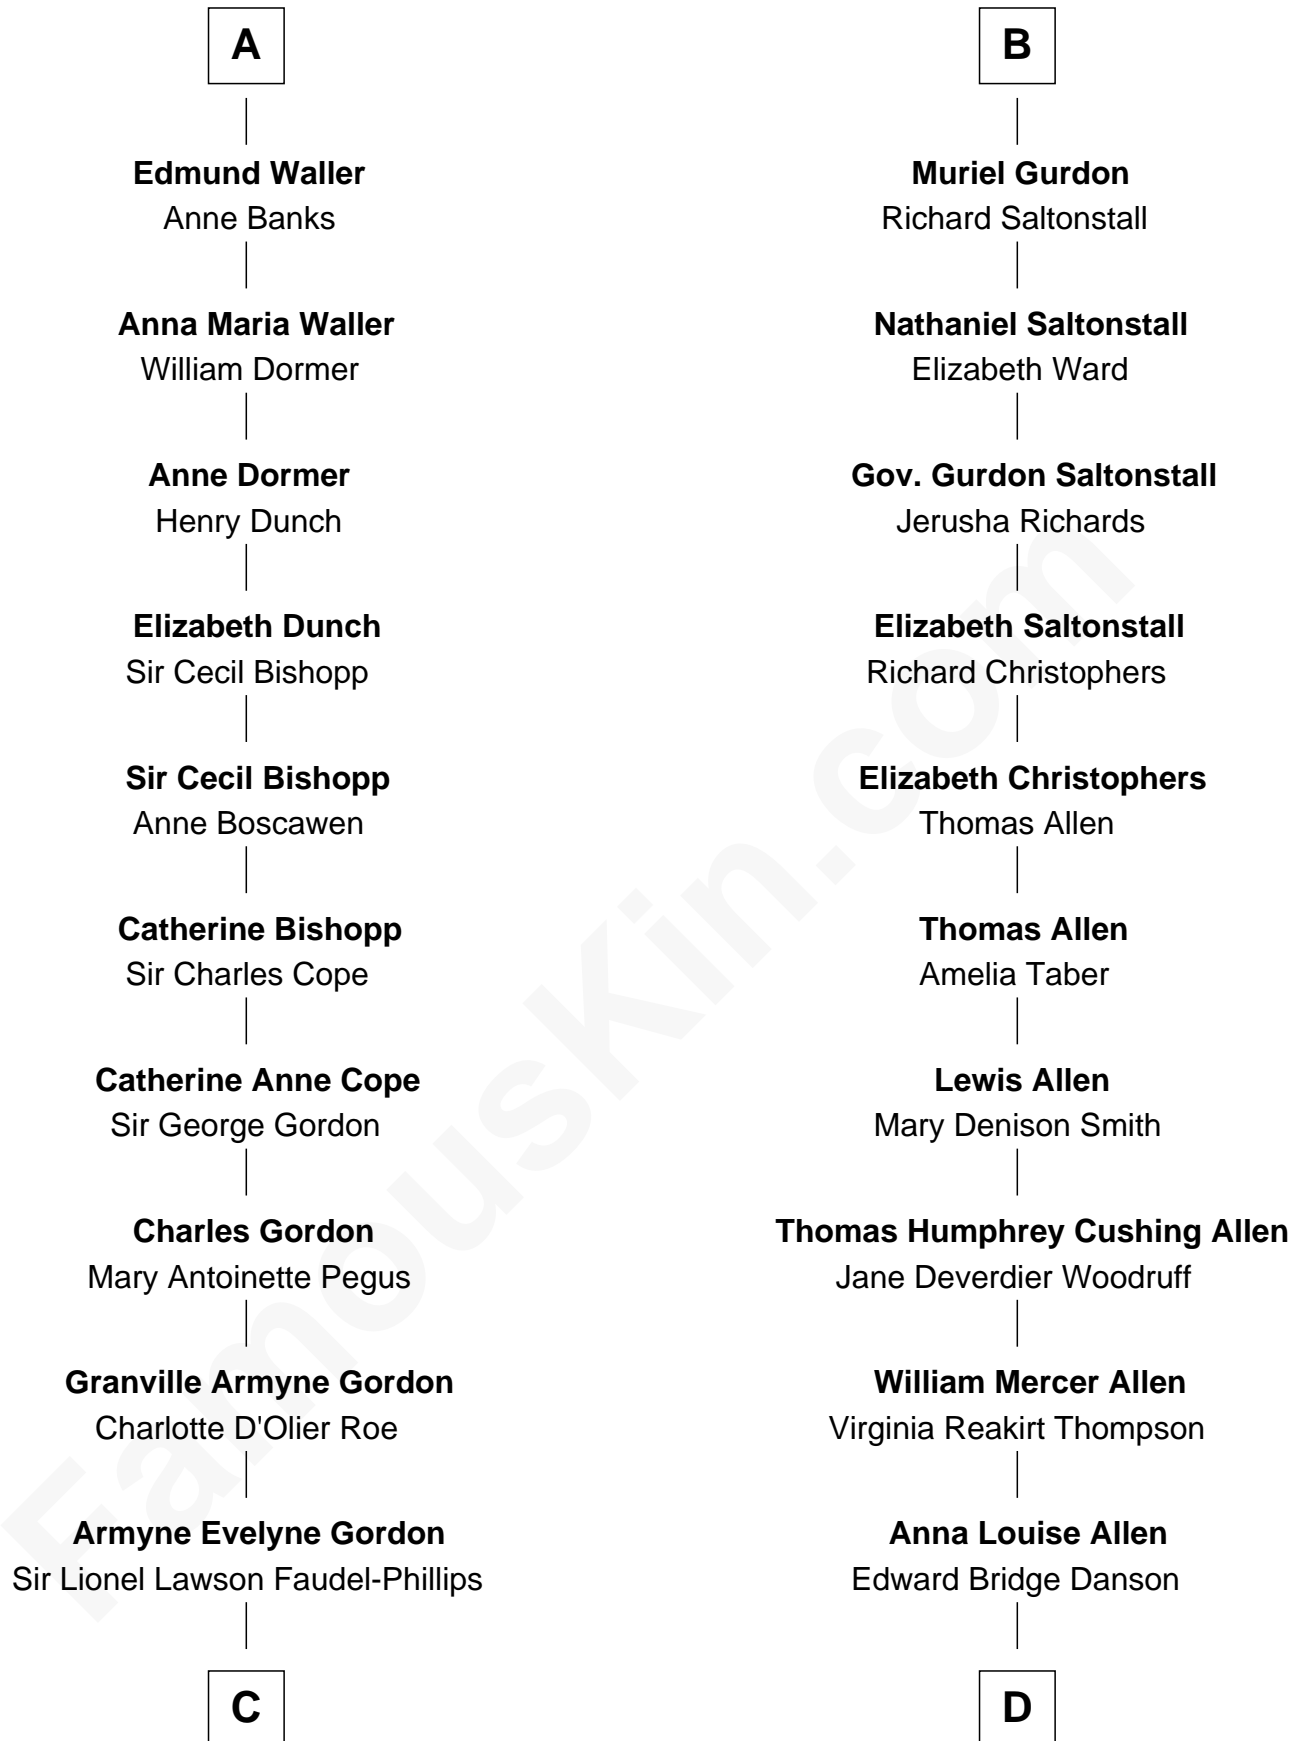 A
Edmund Waller
Anne Banks
Anna Maria Waller
William Dormer
Anne Dormer
Henry Dunch
Elizabeth Dunch
Sir Cecil Bishopp
Sir Cecil Bishopp
Anne Boscawen
Catherine Bishopp
Sir Charles Cope
Catherine Anne Cope
Sir George Gordon
Charles Gordon
Mary Antoinette Pegus
Granville Armyne Gordon
Charlotte D'Olier Roe
Armyne Evelyne Gordon
Sir Lionel Lawson Faudel-Phillips
C
B
Muriel Gurdon
Richard Saltonstall
Nathaniel Saltonstall
Elizabeth Ward
Gov. Gurdon Saltonstall
Jerusha Richards
Elizabeth Saltonstall
Richard Christophers
Elizabeth Christophers
Thomas Allen
Thomas Allen
Amelia Taber
Lewis Allen
Mary Denison Smith
Thomas Humphrey Cushing Allen
Jane Deverdier Woodruff
William Mercer Allen
Virginia Reakirt Thompson
Anna Louise Allen
Edward Bridge Danson
D
FamousKin.com